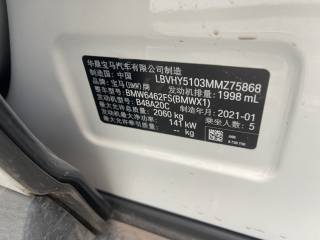 华晨宝马汽车有限公司制造
制造国: 中国 LBVHY5103MMZ75868
品牌: 宝马(BMW)牌 发动机排量: 1998 mL
整车型号: BMW6462FS(BMWX1)
发动机型号: B48A20C 制造年月: 2021-01
最大允许总质量: 2060 kg 乘坐人数: 5
发动机最大净功率: 141 kW